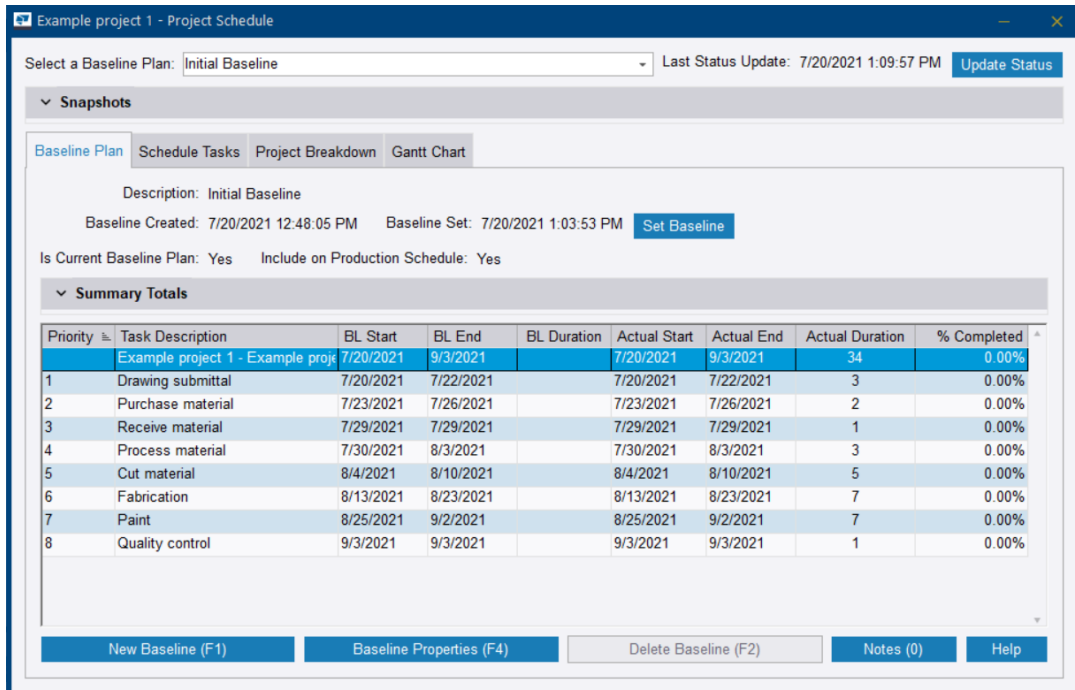 Example project 1 - Project Schedule
Select a Baseline Plan: Initial Baseline Last Status Update: 7/20/2021 1:09:57 PM Update Status
Snapshots
Baseline Plan Schedule Tasks Project Breakdown Gantt Chart
Description: Initial Baseline
Baseline Created: 7/20/2021 12:48:05 PM Baseline Set: 7/20/2021 1:03:53 PM Set Baseline
Is Current Baseline Plan: Yes Include on Production Schedule: Yes
Summary Totals
Priority Task Description BL Start BL End BL Duration Actual Start Actual End Actual Duration % Completed
Example project 1 - Example proje 7/20/2021 9/3/2021 7/20/2021 9/3/2021 34 0.00%
1 Drawing submittal 7/20/2021 7/22/2021 7/20/2021 7/22/2021 3 0.00%
2 Purchase material 7/23/2021 7/26/2021 7/23/2021 7/26/2021 2 0.00%
3 Receive material 7/29/2021 7/29/2021 7/29/2021 7/29/2021 1 0.00%
4 Process material 7/30/2021 8/3/2021 7/30/2021 8/3/2021 3 0.00%
5 Cut material 8/4/2021 8/10/2021 8/4/2021 8/10/2021 5 0.00%
6 Fabrication 8/13/2021 8/23/2021 8/13/2021 8/23/2021 7 0.00%
7 Paint 8/25/2021 9/2/2021 8/25/2021 9/2/2021 7 0.00%
8 Quality control 9/3/2021 9/3/2021 9/3/2021 9/3/2021 1 0.00%
New Baseline (F1) Baseline Properties (F4) Delete Baseline (F2) Notes (0) Help